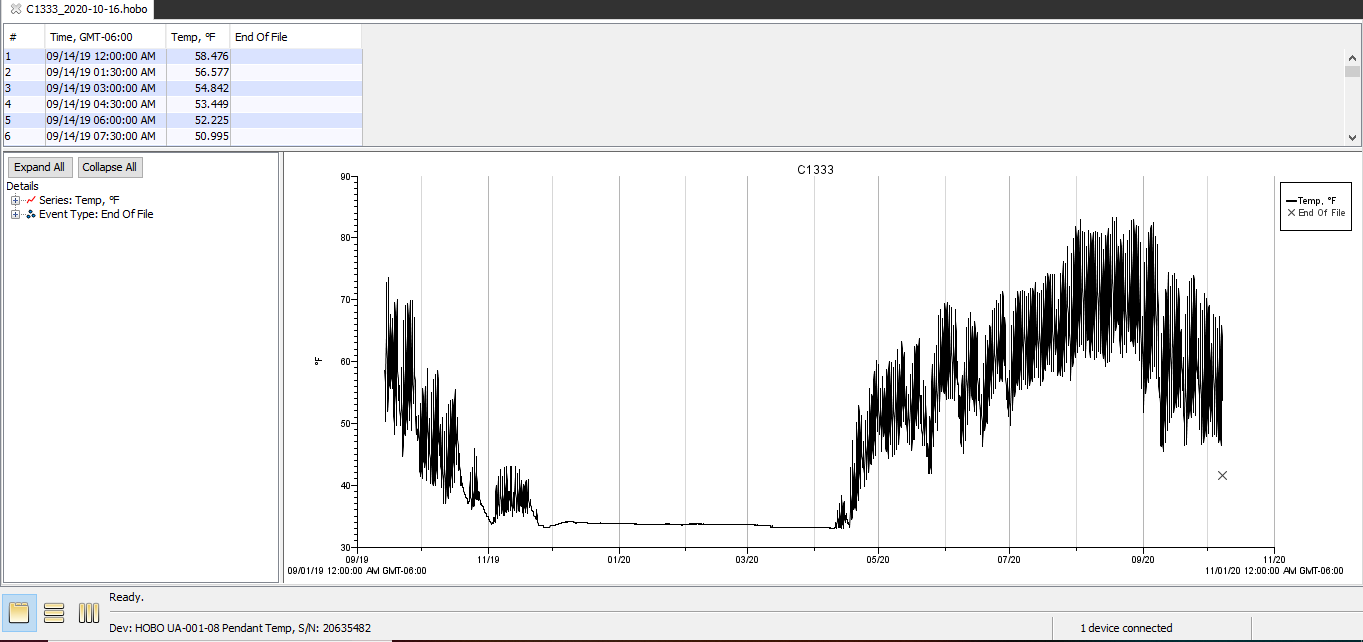 C1333_2020-10-16.hobo
# Time, GMT-06:00 Temp, °F End Of File
1 09/14/19 12:00:00 AM 58.476
2 09/14/19 01:30:00 AM 56.577
3 09/14/19 03:00:00 AM 54.842
4 09/14/19 04:30:00 AM 53.449
5 09/14/19 06:00:00 AM 52.225
6 09/14/19 07:30:00 AM 50.995
Expand All Collapse All
Details
Series: Temp, °F
Event Type: End Of File
C1333
90
80
70
60
50
40
30
°F
09/19 11/19 01/20 03/20 05/20 07/20 09/20 11/20
09/01/19 12:00:00 AM GMT-06:00 11/01/20 12:00:00 AM GMT-06:00
Temp, °F
End Of File
Ready.
Dev: HOBO UA-001-08 Pendant Temp, S/N: 20635482 1 device connected